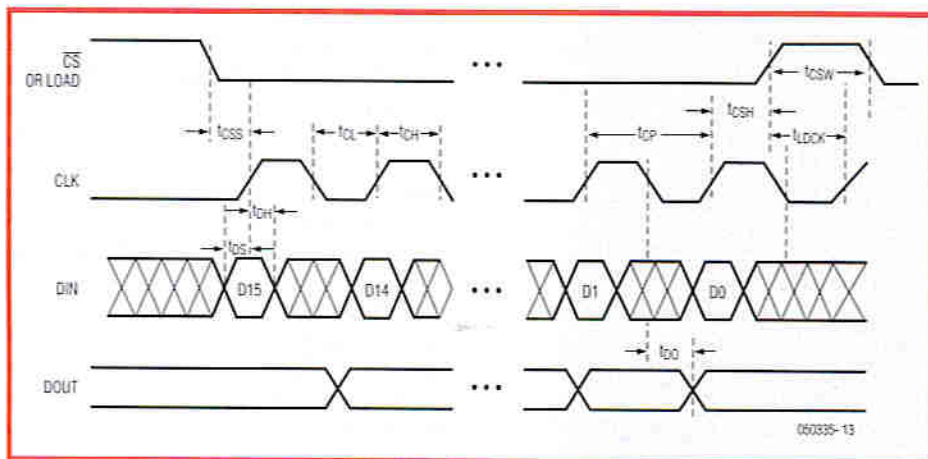 CS
OR LOAD
tCSW
tCSS
tCL
tCH
tCP
tCSH
tLDCK
CLK
tDH
tDS
DIN
D15
D14
D1
D0
tDO
DOUT
050335-13